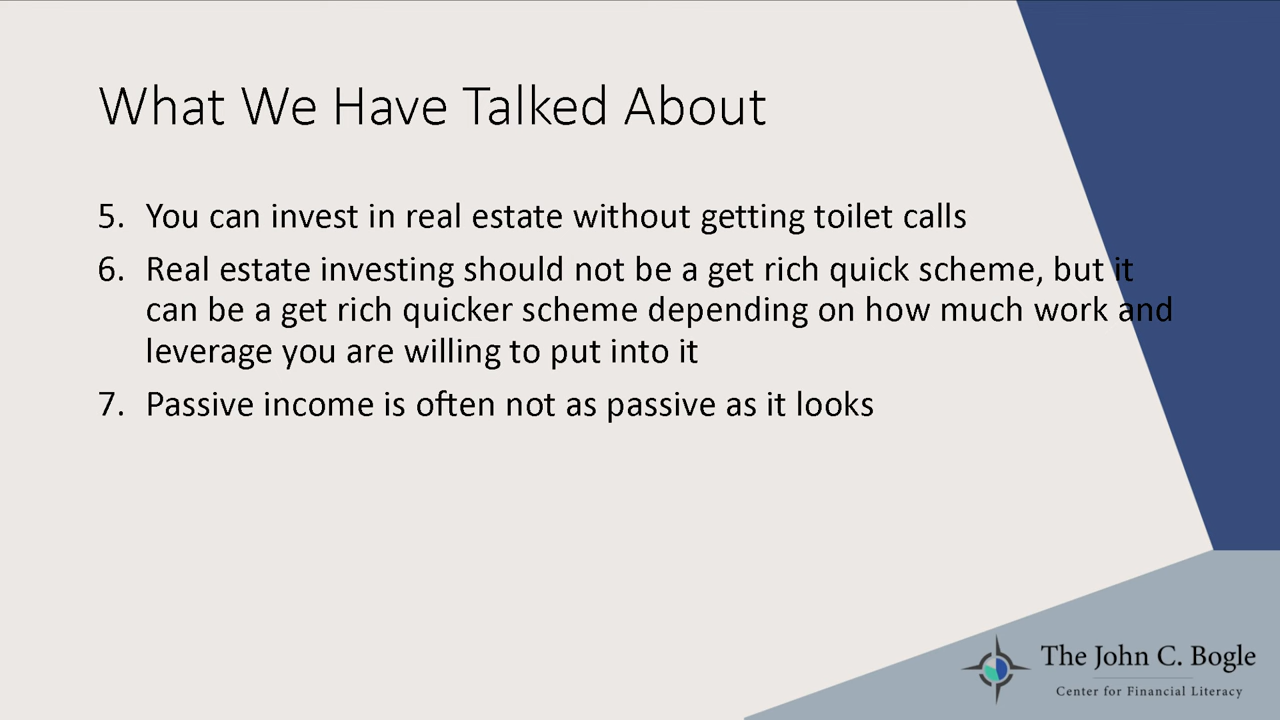 What We Have Talked About
5. You can invest in real estate without getting toilet calls
6. Real estate investing should not be a get rich quick scheme, but it
can be a get rich quicker scheme depending on how much work and
leverage you are willing to put into it
7. Passive income is often not as passive as it looks
The John C. Bogle
Center for Financial Literacy